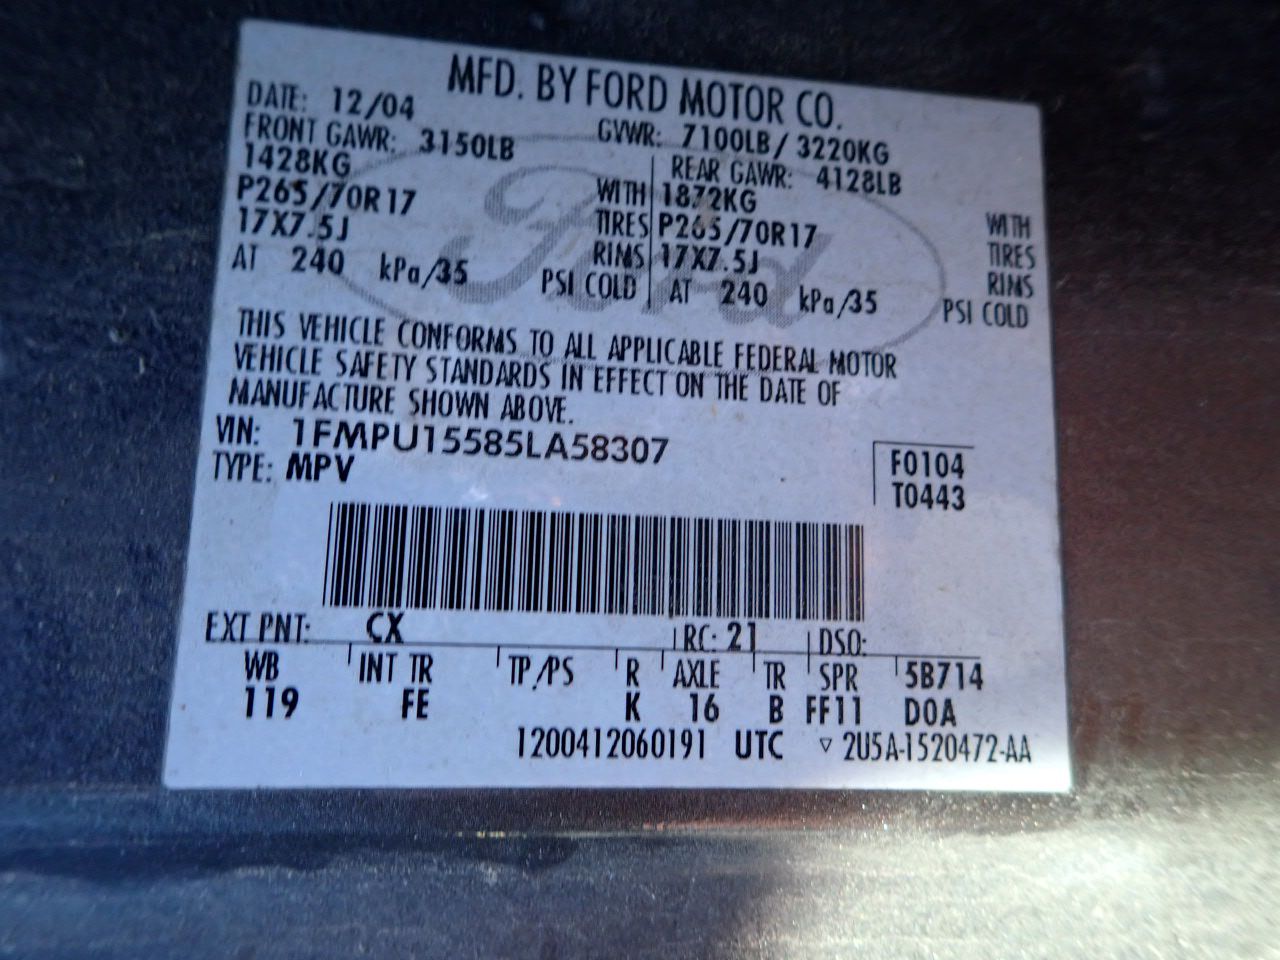 MFD. BY FORD MOTOR CO.
DATE: 12/04 GVWR: 7100LB / 3220KG
FRONT GAWR: 3150LB REAR GAWR: 4128LB
1428KG WITH 1872KG WITH
P265/70R17 TIRES P265/70R17 TIRES
17X7.5J RIMS 17X7.5J RIMS
AT 240 kPa/35 PSI COLD AT 240 kPa/35 PSI COLD
Ford
THIS VEHICLE CONFORMS TO ALL APPLICABLE FEDERAL MOTOR
VEHICLE SAFETY STANDARDS IN EFFECT ON THE DATE OF
MANUFACTURE SHOWN ABOVE.
VIN: 1FMPU15585LA58307
TYPE: MPV
F0104
T0443
EXT PNT: CX RC: 21 DSO:
WB INT TR TP/PS R AXLE TR SPR 5B714
119 FE K 16 B FF11 DOA
1200412060191 UTC ▽ 2U5A-1520472-AA